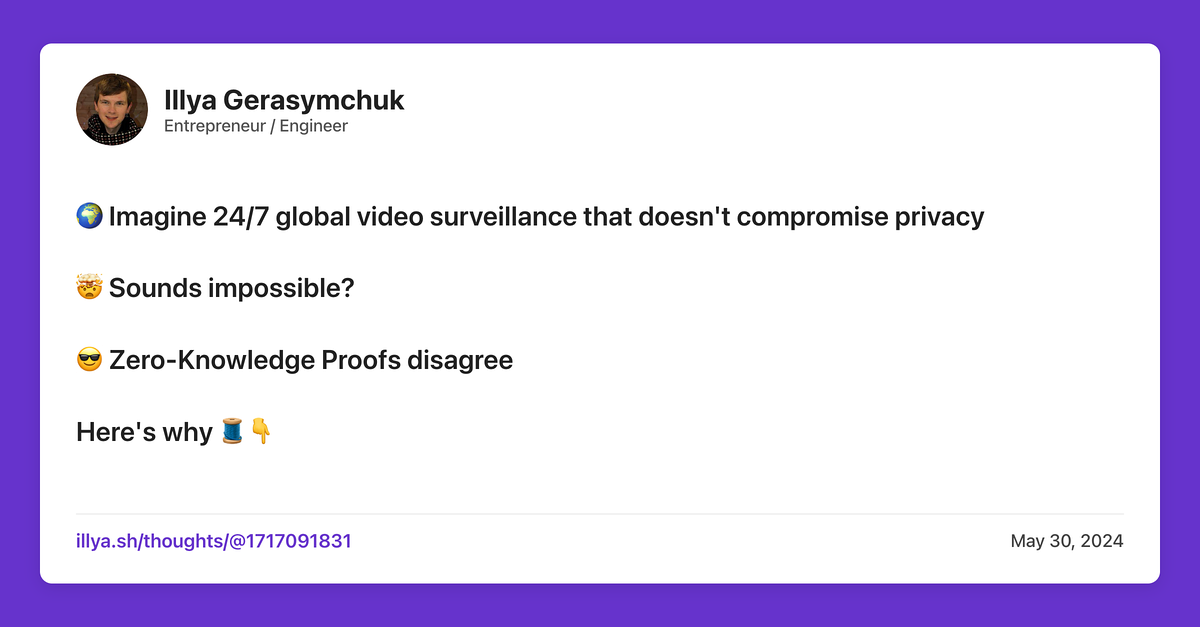 Illya Gerasymchuk
Entrepreneur / Engineer
🌍 Imagine 24/7 global video surveillance that doesn't compromise privacy
🤯 Sounds impossible?
😎 Zero-Knowledge Proofs disagree
Here's why 🧵👇
illya.sh/thoughts/@1717091831
May 30, 2024